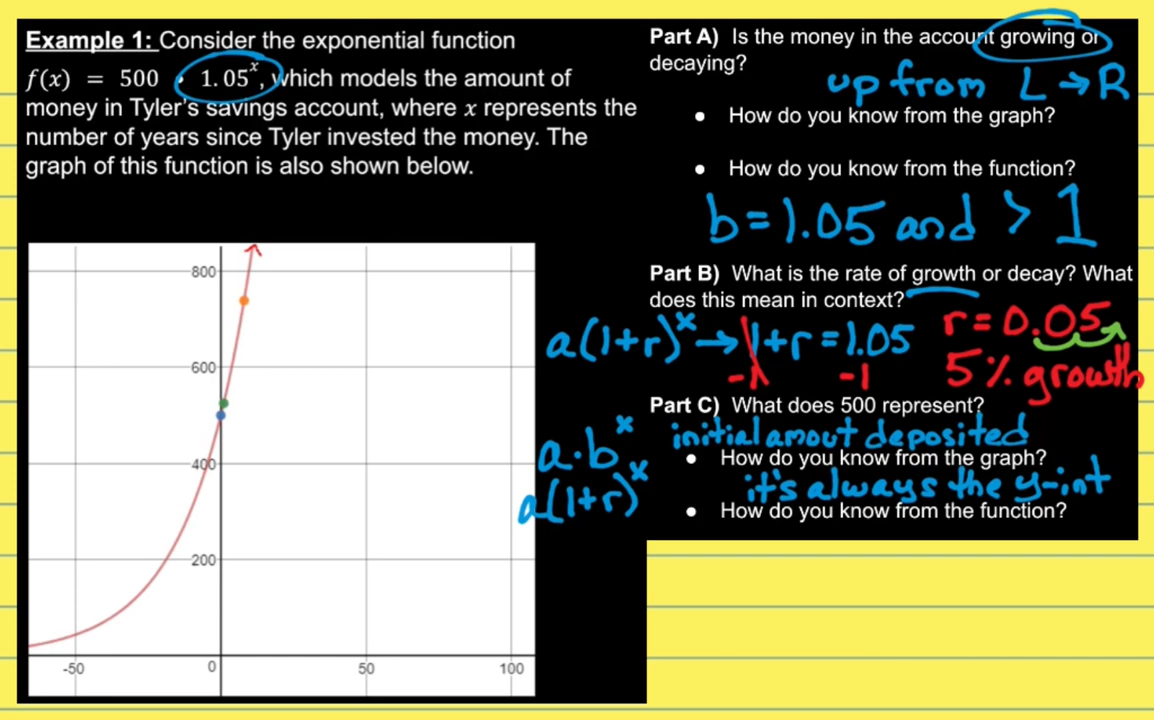 Example 1: Consider the exponential function
f(x) = 500 · 1.05^x, which models the amount of
money in Tyler's savings account, where x represents the
number of years since Tyler invested the money. The
graph of this function is also shown below.
800
600
400
200
-50
0
50
100
Part A) Is the money in the account growing or
decaying?
up from L → R
How do you know from the graph?
How do you know from the function?
b = 1.05 and > 1
Part B) What is the rate of growth or decay? What
does this mean in context?
a(1+r)^x → 1+r = 1.05
-1 -1
r = 0.05
5% growth
Part C) What does 500 represent?
initial amout deposited
a·b^x
How do you know from the graph?
it's always the y-int
a(1+r)^x
How do you know from the function?